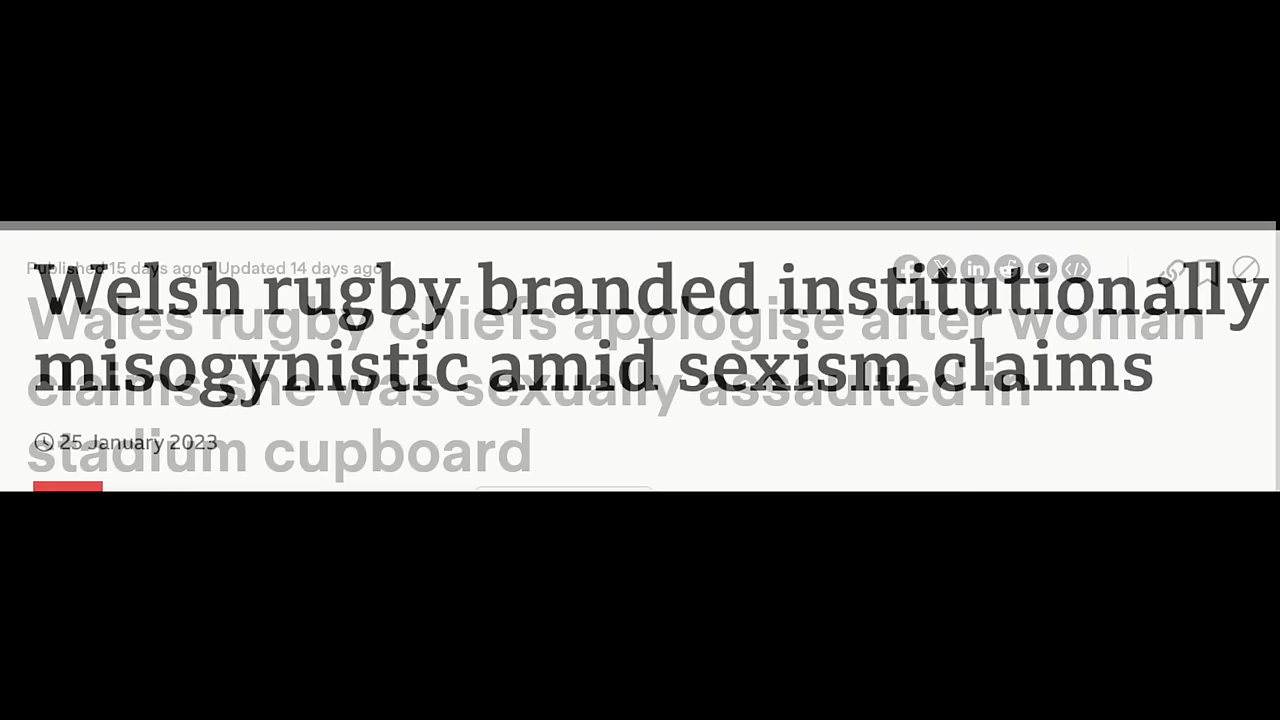 Published 15 days ago Updated 14 days ago
Welsh rugby branded institutionally
misogynistic amid sexism claims
25 January 2023
Wales rugby chiefs apologise after woman
claims she was sexually assaulted in
stadium cupboard